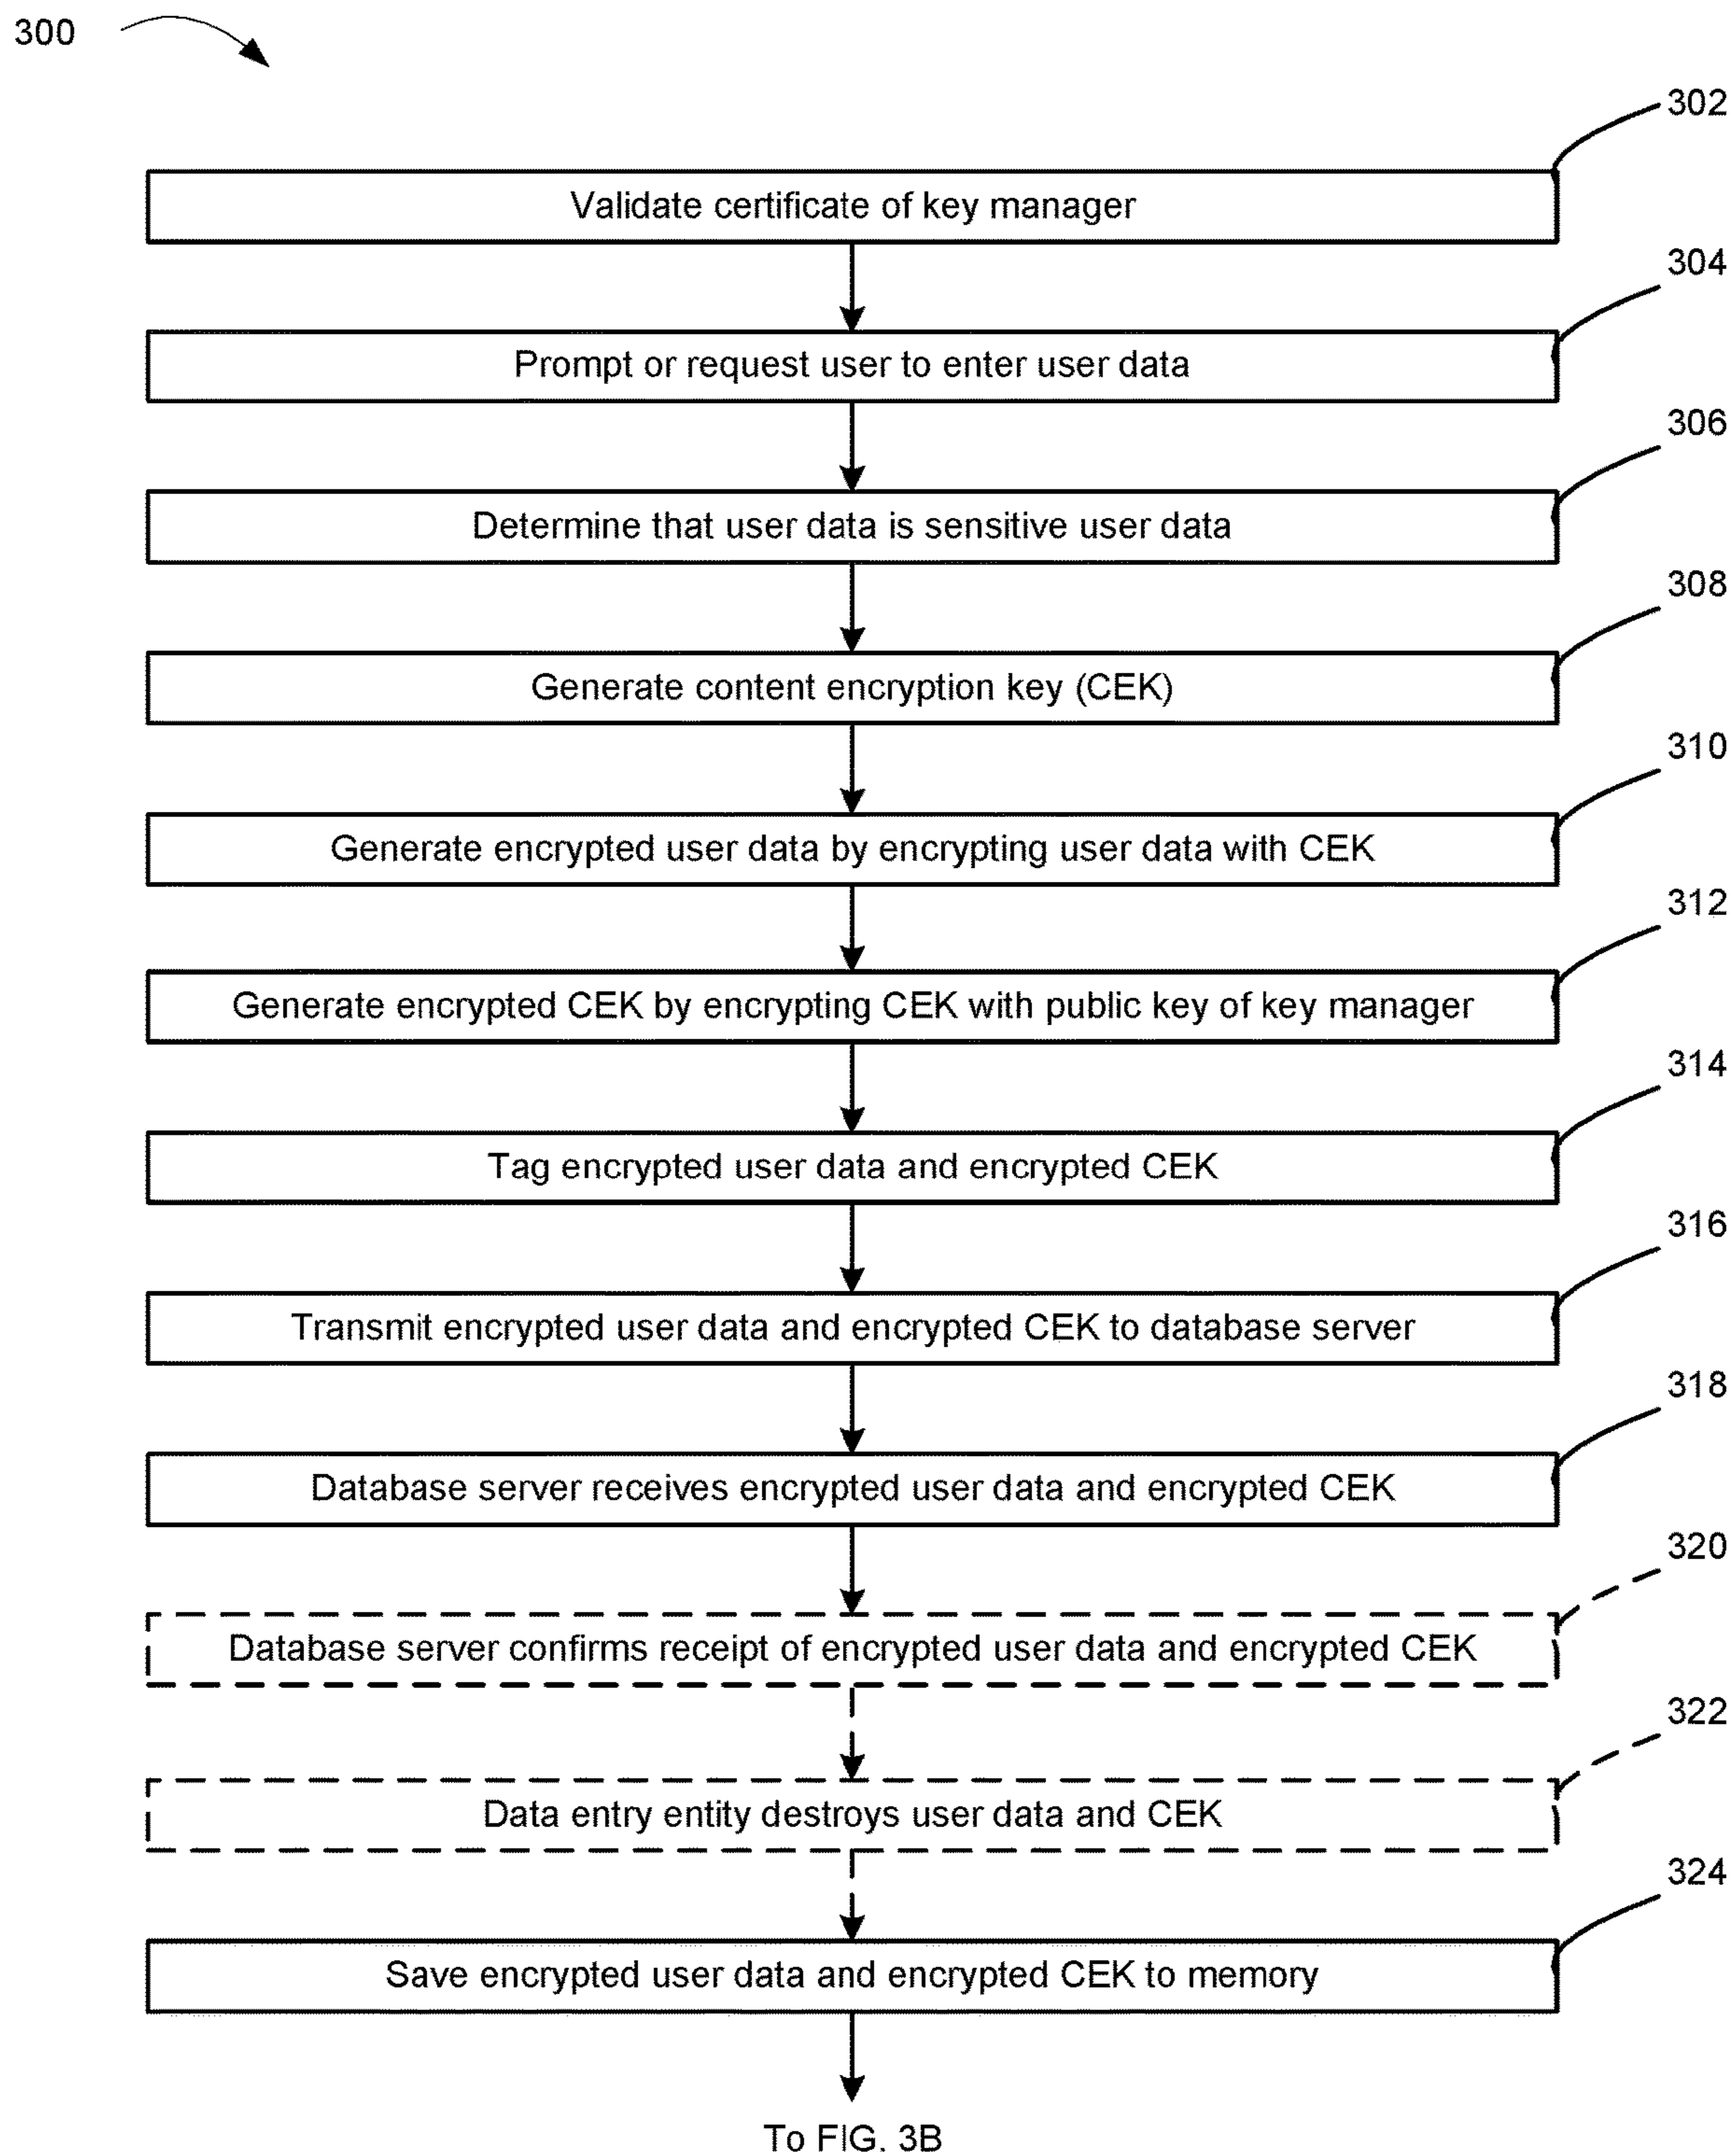 300
302
Validate certificate of key manager
304
Prompt or request user to enter user data
306
Determine that user data is sensitive user data
308
Generate content encryption key (CEK)
310
Generate encrypted user data by encrypting user data with CEK
312
Generate encrypted CEK by encrypting CEK with public key of key manager
314
Tag encrypted user data and encrypted CEK
316
Transmit encrypted user data and encrypted CEK to database server
318
Database server receives encrypted user data and encrypted CEK
320
Database server confirms receipt of encrypted user data and encrypted CEK
322
Data entry entity destroys user data and CEK
324
Save encrypted user data and encrypted CEK to memory
To FIG. 3B